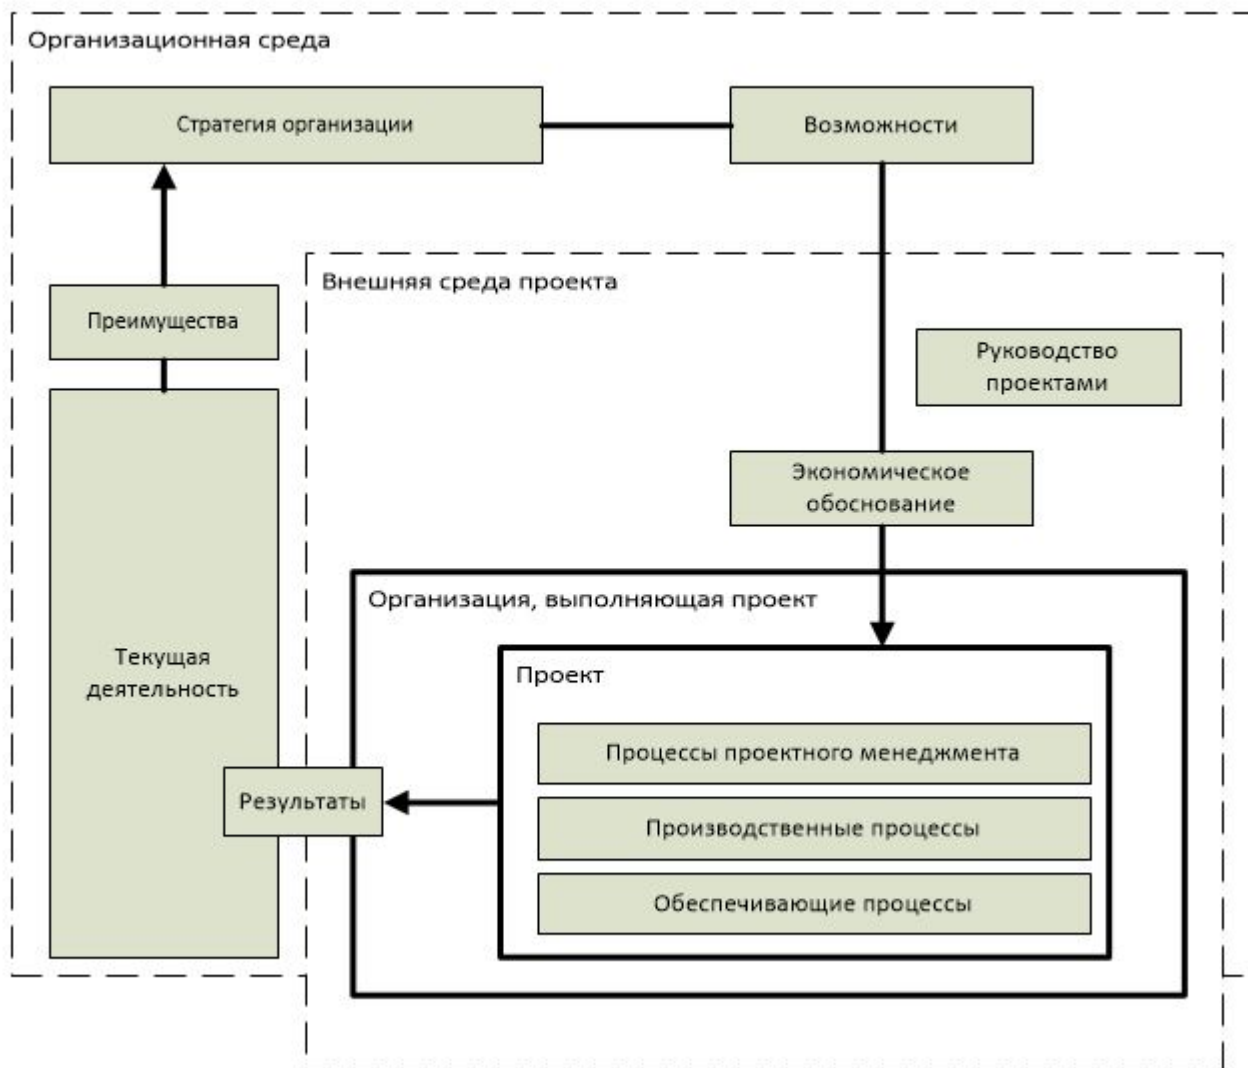 Организационная среда
Стратегия организации
Возможности
Внешняя среда проекта
Преимущества
Руководство
проектами
Экономическое
обоснование
Организация, выполняющая проект
Текущая
деятельность
Проект
Процессы проектного менеджмента
Результаты
Производственные процессы
Обеспечивающие процессы